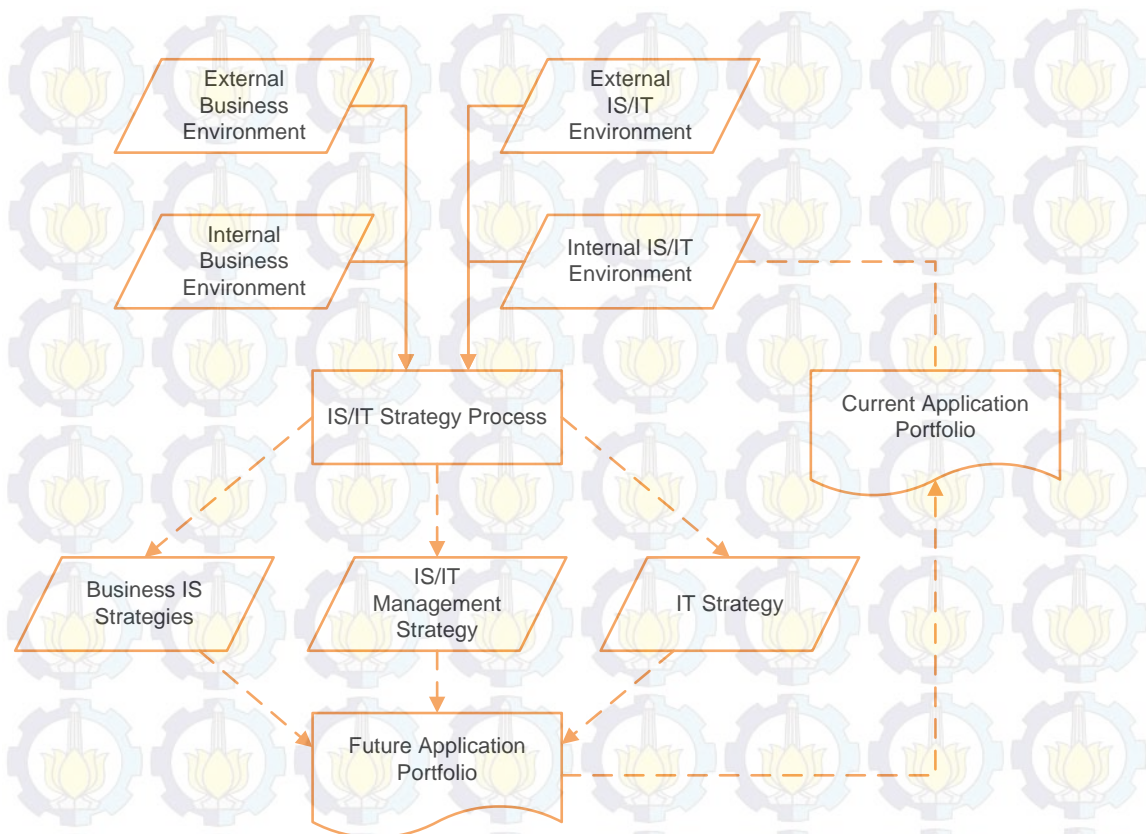 External
Business
Environment
External
IS/IT
Environment
Internal
Business
Environment
Internal IS/IT
Environment
IS/IT Strategy Process
Current Application
Portfolio
Business IS
Strategies
IS/IT
Management
Strategy
IT Strategy
Future Application
Portfolio